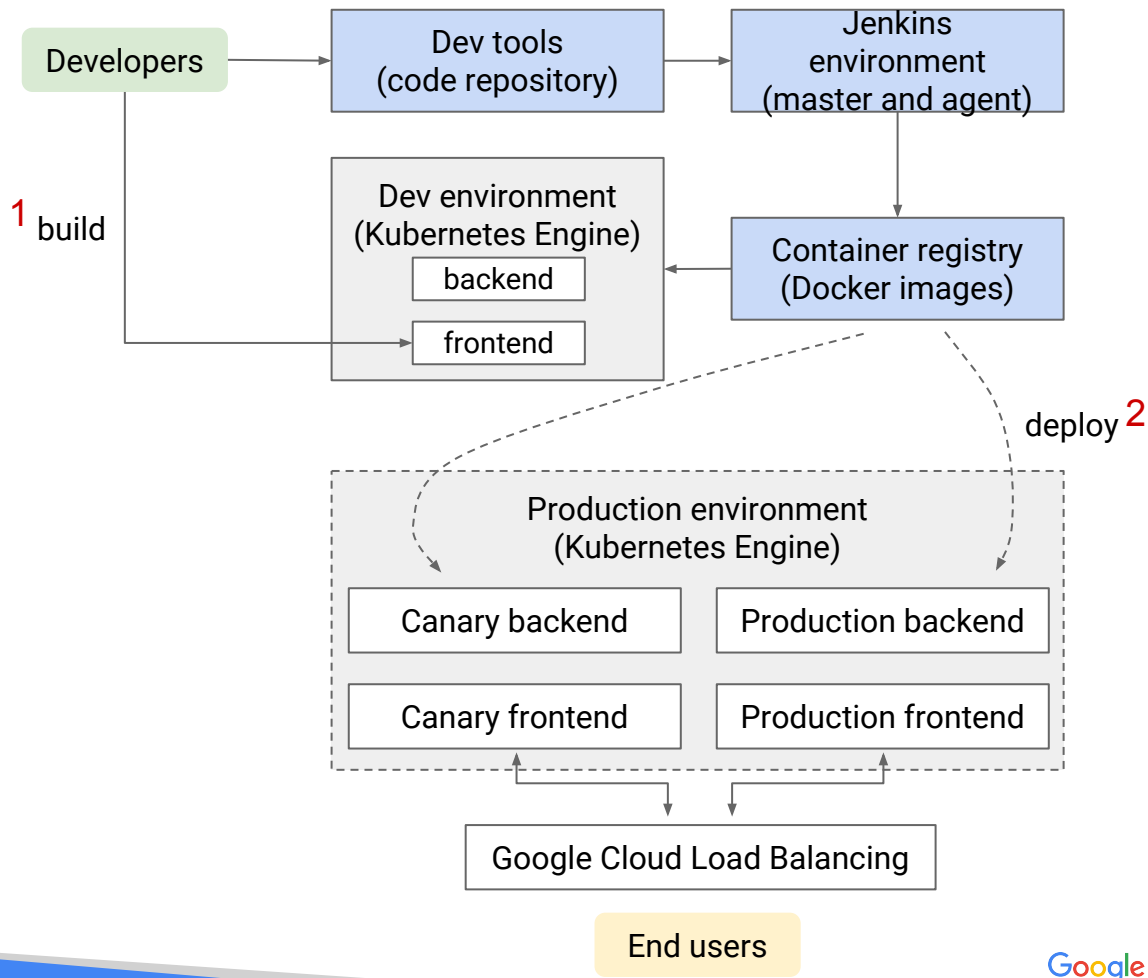 Developers
Dev tools
(code repository)
Jenkins
environment
(master and agent)
1 build
Dev environment
(Kubernetes Engine)
backend
frontend
Container registry
(Docker images)
deploy 2
Production environment
(Kubernetes Engine)
Canary backend
Production backend
Canary frontend
Production frontend
Google Cloud Load Balancing
End users
Google